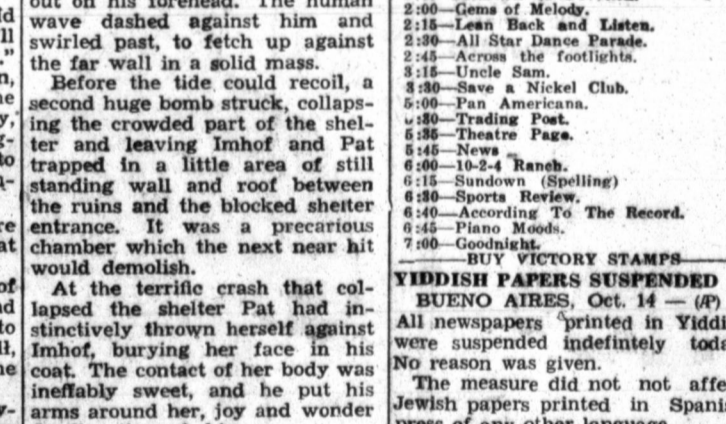 out on his forehead. The human
wave dashed against him and
swirled past, to fetch up against
the far wall in a solid mass.
Before the tide could recoil, a
second huge bomb struck, collaps-
ing the crowded part of the shel-
ter and leaving Imhof and Pat
trapped in a little area of still
standing wall and roof between
the ruins and the blocked shelter
entrance. It was a precarious
chamber which the next near hit
would demolish.
At the terrific crash that col-
lapsed the shelter Pat had in-
stinctively thrown herself against
Imhof, burying her face in his
coat. The contact of her body was
ineffably sweet, and he put his
arms around her, joy and wonder
2:00—Gems of Melody.
2:15—Lean Back and Listen.
2:30—All Star Dance Parade.
2:45—Across the footlights.
3:15—Uncle Sam.
3:30—Save a Nickel Club.
5:00—Pan Americana.
:30—Trading Post.
5:35—Theatre Page.
5:45—News
6:00—10-2-4 Ranch.
6:15—Sundown (Spelling)
6:30—Sports Review.
6:40—According To The Record.
6:45—Piano Moods.
7:00—Goodnight.
BUY VICTORY STAMPS
YIDDISH PAPERS SUSPENDED
BUENO AIRES, Oct. 14 — (AP)
All newspapers printed in Yiddi
were suspended indefintely toda
No reason was given.
The measure did not not affe
Jewish papers printed in Spani
press of any other language